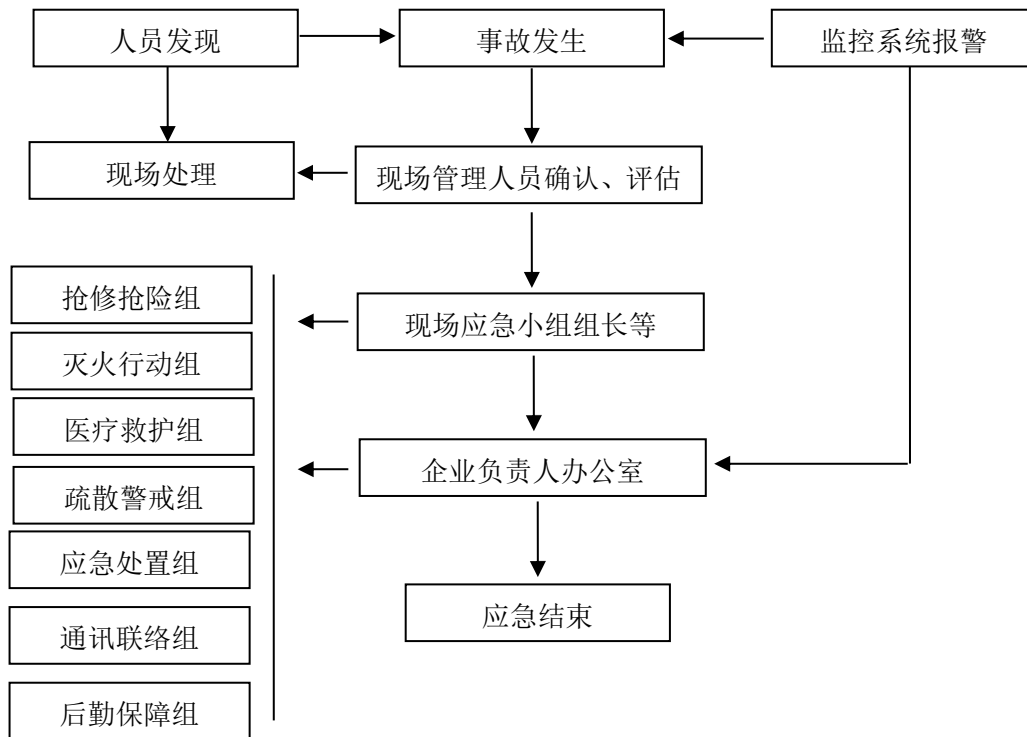 人员发现
事故发生
监控系统报警
现场处理
现场管理人员确认、评估
抢修抢险组
现场应急小组组长等
灭火行动组
医疗救护组
企业负责人办公室
疏散警戒组
应急处置组
应急结束
通讯联络组
后勤保障组